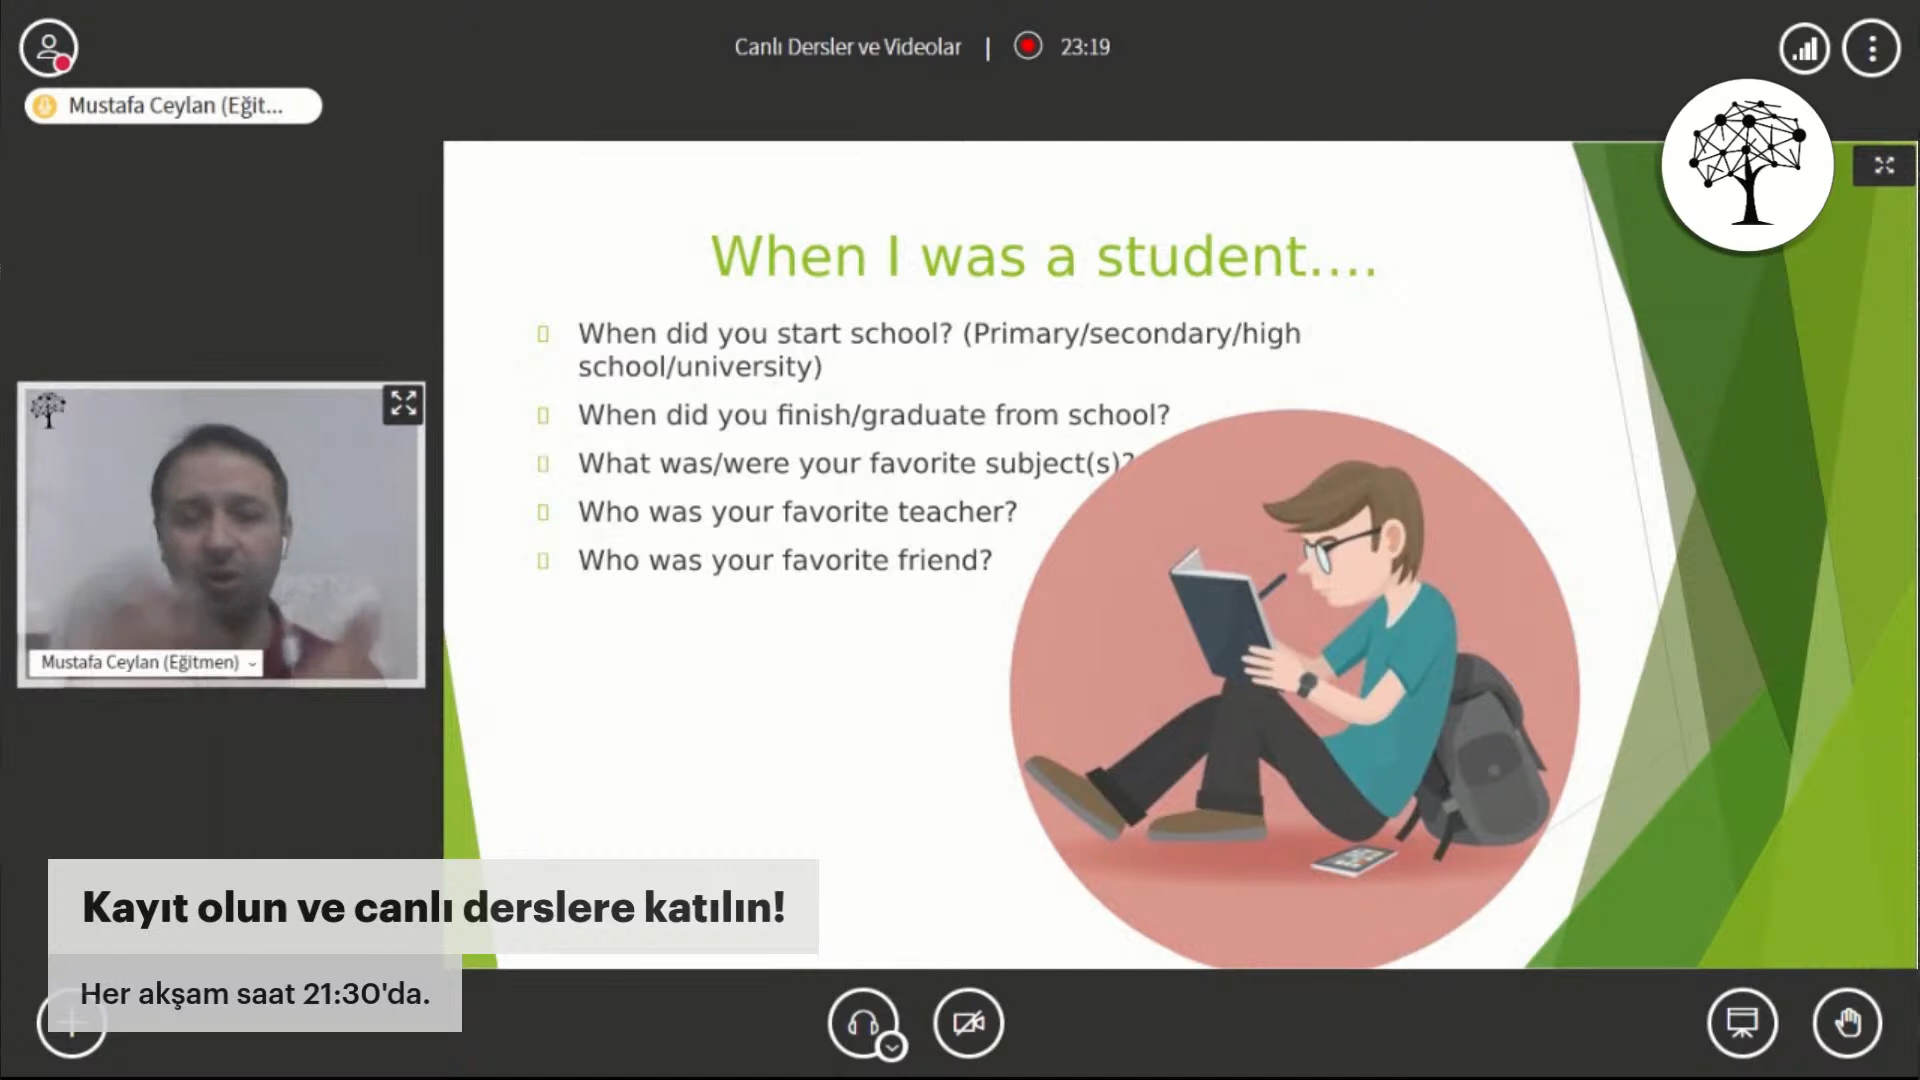 Canlı Dersler ve Videolar | 23:19
Mustafa Ceylan (Eğit...
When I was a student....
When did you start school? (Primary/secondary/high
school/university)
When did you finish/graduate from school?
What was/were your favorite subject(s)?
Who was your favorite teacher?
Who was your favorite friend?
Mustafa Ceylan (Eğitmen)
Kayıt olun ve canlı derslere katılın!
Her akşam saat 21:30'da.